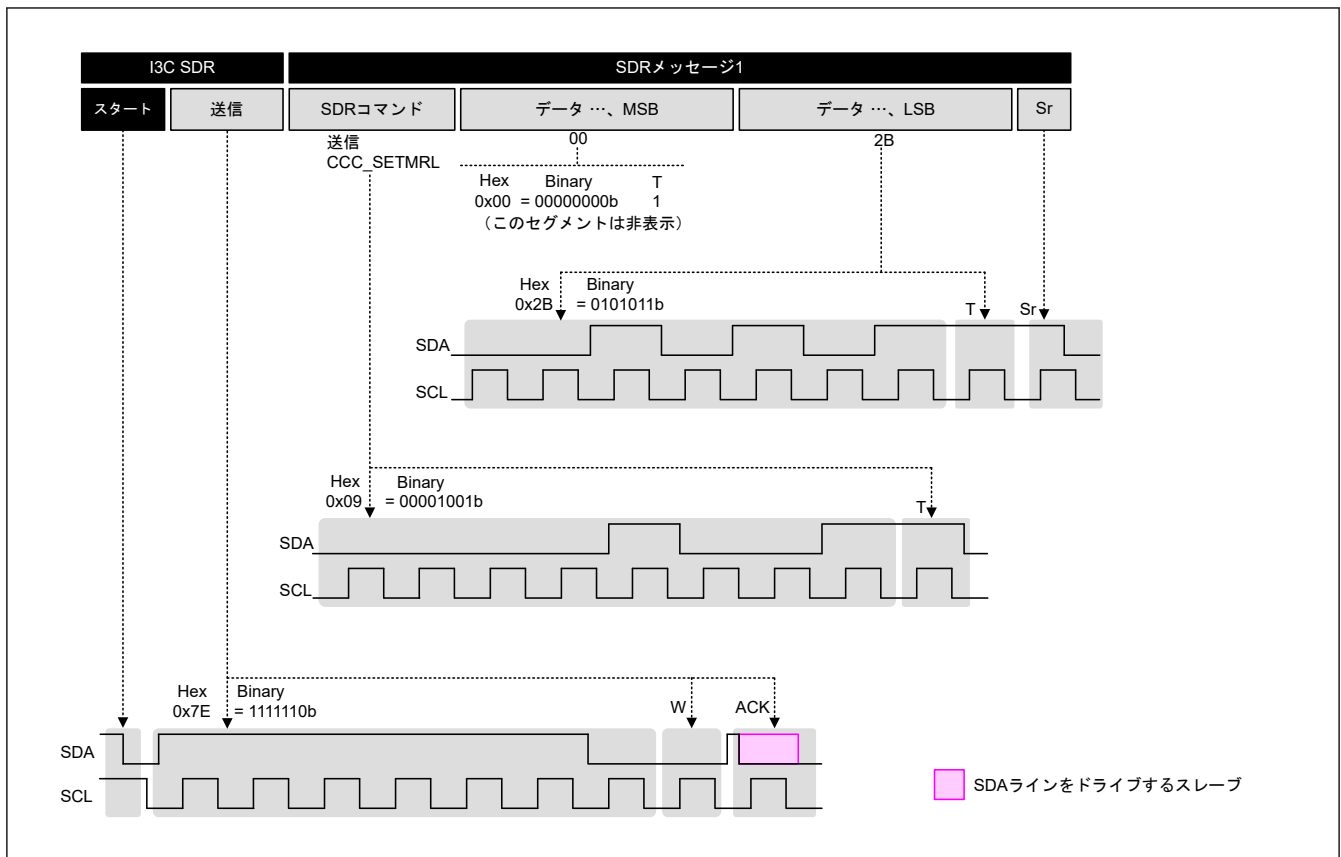 I3C SDR
SDRメッセージ1
スタート
送信
SDRコマンド
データ …、MSB
データ …、LSB
Sr
送信
CCC_SETMRL
00
2B
Hex Binary T
0x00 = 00000000b 1
（このセグメントは非表示）
Hex Binary
0x2B = 0101011b
T
Sr
SDA
SCL
Hex Binary
0x09 = 00001001b
T
SDA
SCL
Hex Binary
0x7E = 1111110b
W
ACK
SDA
SCL
SDAラインをドライブするスレーブ